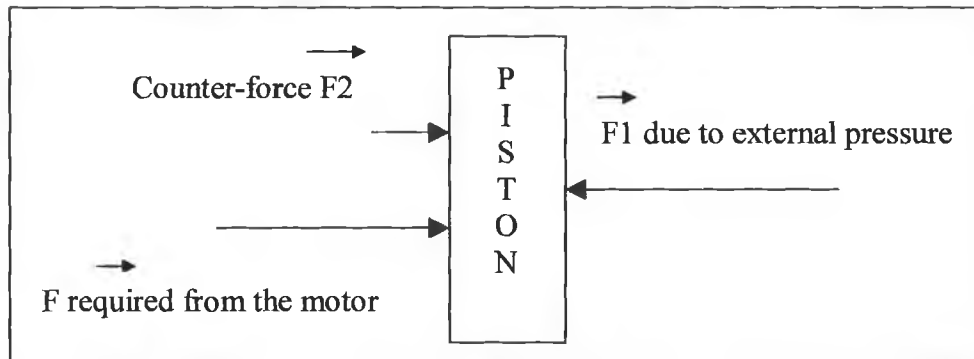 Counter-force F2
P
I
S
T
O
N
F1 due to external pressure
F required from the motor